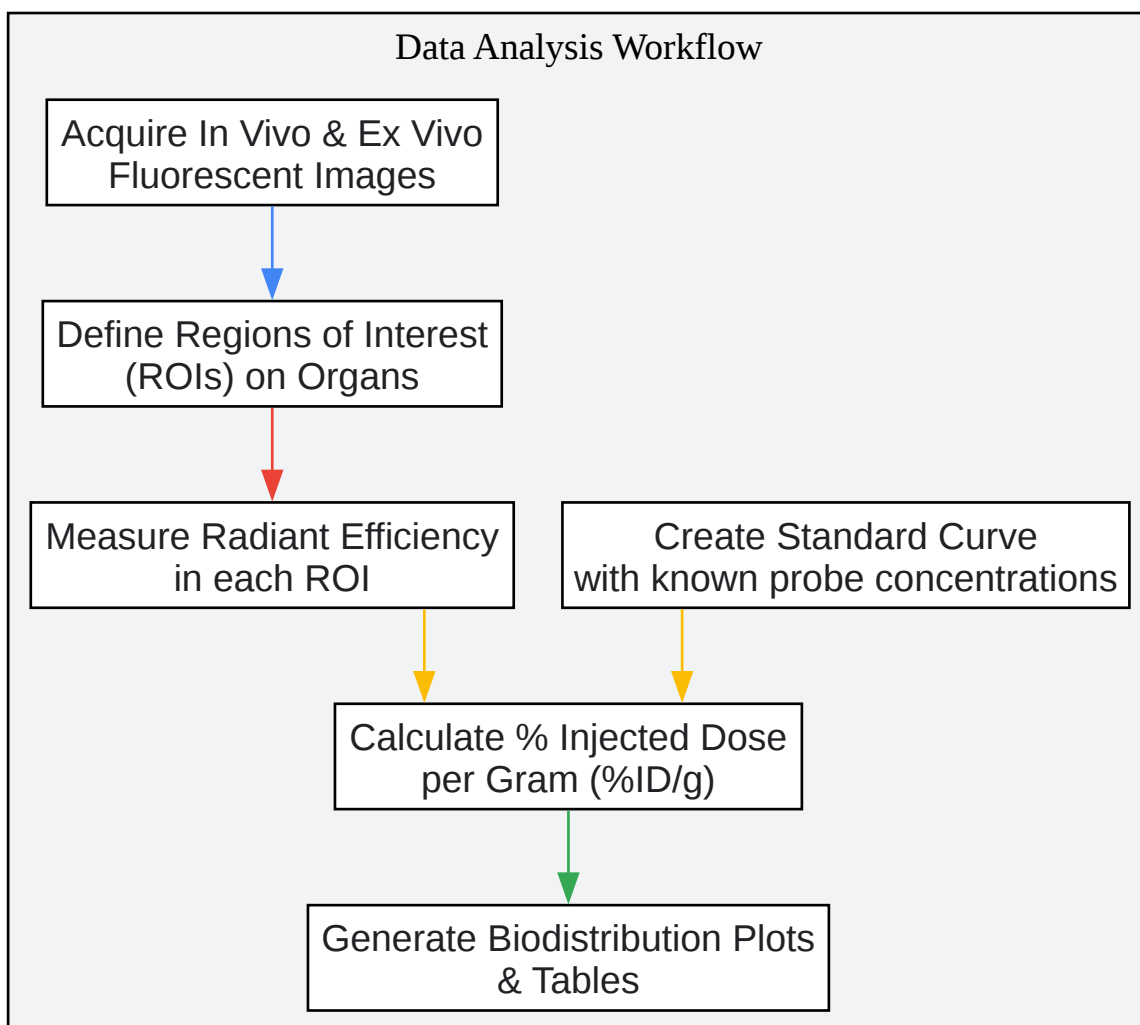 Data Analysis Workflow
Acquire In Vivo & Ex Vivo
Fluorescent Images
Define Regions of Interest
(ROIs) on Organs
Measure Radiant Efficiency
in each ROI
Create Standard Curve
with known probe concentrations
Calculate % Injected Dose
per Gram (%ID/g)
Generate Biodistribution Plots
& Tables